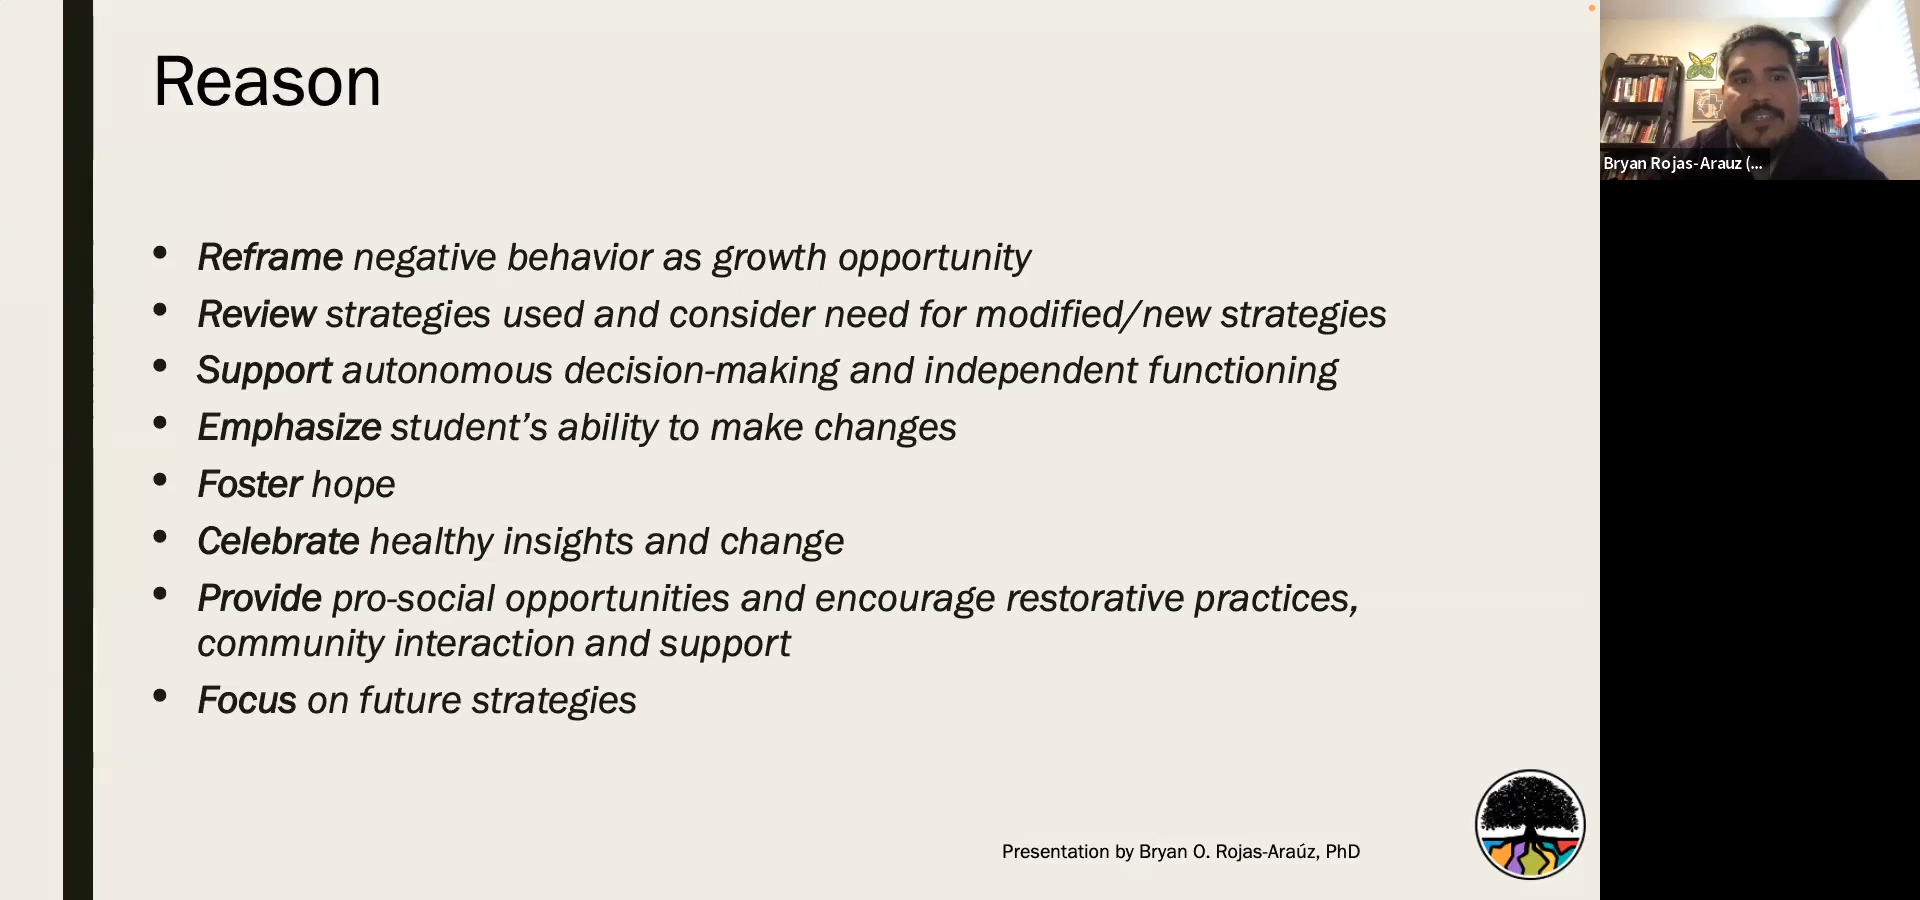 Reason
• Reframe negative behavior as growth opportunity
• Review strategies used and consider need for modified/new strategies
• Support autonomous decision-making and independent functioning
• Emphasize student’s ability to make changes
• Foster hope
• Celebrate healthy insights and change
• Provide pro-social opportunities and encourage restorative practices,
community interaction and support
• Focus on future strategies
Presentation by Bryan O. Rojas-Araúz, PhD
Bryan Rojas-Arauz (...